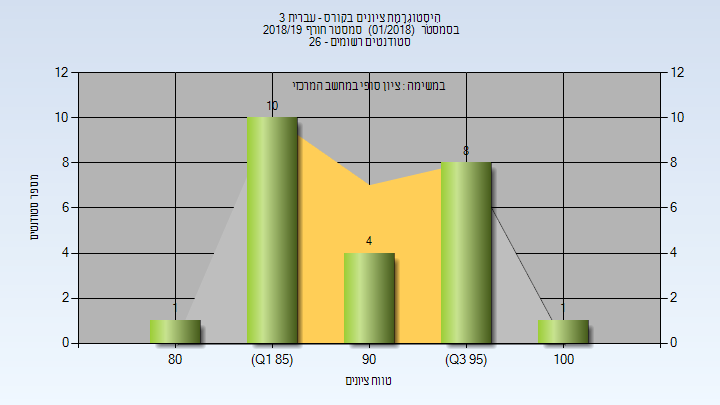 היסטוגרמת ציונים בקורס - עברית 3
בסמסטר (01/2018) סמסטר חורף 2018/19
סטודנטים רשומים - 26
במשימה : ציון סופי במחשב המרכזי
12 12
10 10
8 8
6 6
4 4
2 2
0 0
1 10 4 8 1
מספר סטודנטים
80 (Q1 85) 90 (Q3 95) 100
טווח ציונים